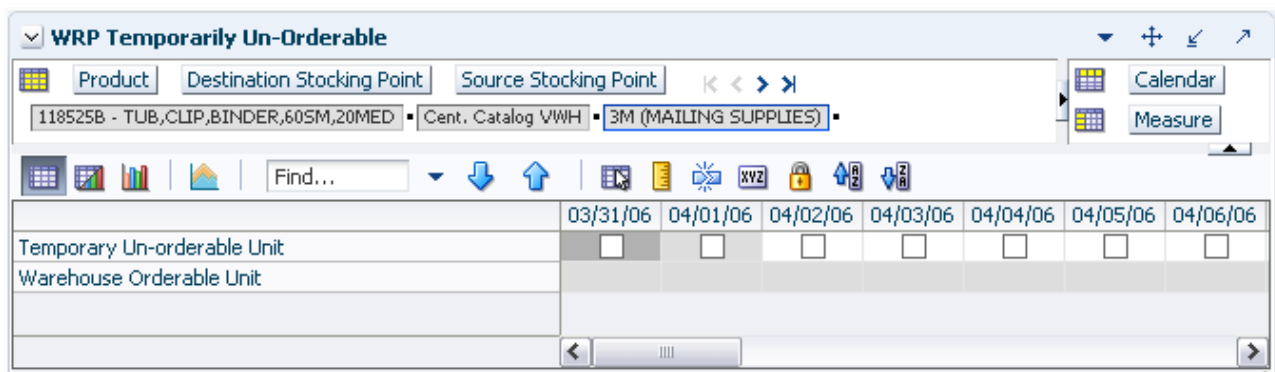 WRP Temporarily Un-Orderable
Product Destination Stocking Point Source Stocking Point Calendar
118525B - TUB,CLIP,BINDER,60SM,20MED ▪ Cent. Catalog VWH ▪ 3M (MAILING SUPPLIES) ▪ Measure
Find... XYZ A Z Z A
03/31/06 04/01/06 04/02/06 04/03/06 04/04/06 04/05/06 04/06/06
Temporary Un-orderable Unit
Warehouse Orderable Unit